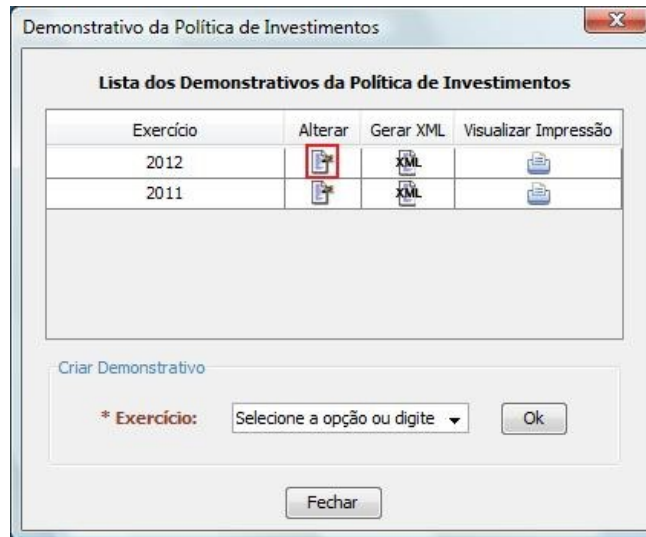 Demonstrativo da Política de Investimentos
Lista dos Demonstrativos da Política de Investimentos
Exercício Alterar Gerar XML Visualizar Impressão
2012 XML
2011 XML
Criar Demonstrativo
* Exercício: Selecione a opção ou digite Ok
Fechar